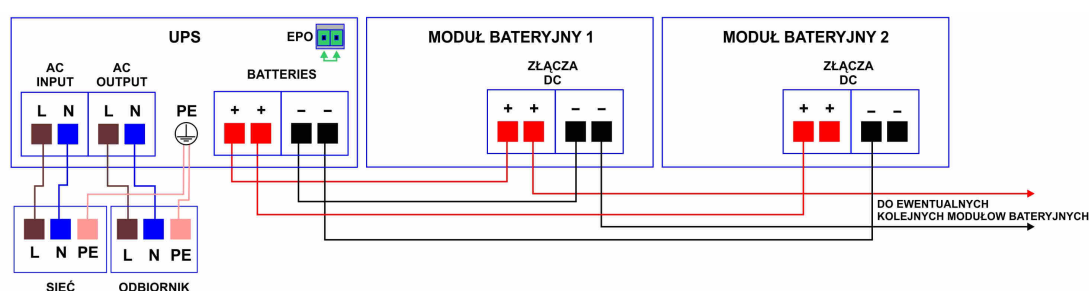 UPS
EPO
MODUŁ BATERYJNY 1
MODUŁ BATERYJNY 2
AC
INPUT
AC
OUTPUT
BATTERIES
ZŁĄCZA
DC
ZŁĄCZA
DC
L N L N PE
+ + – –
+ + – –
+ + – –
DO EWENTUALNYCH
KOLEJNYCH MODUŁOW BATERYJNYCH
L N PE
L N PE
SIEĆ
ODBIORNIK